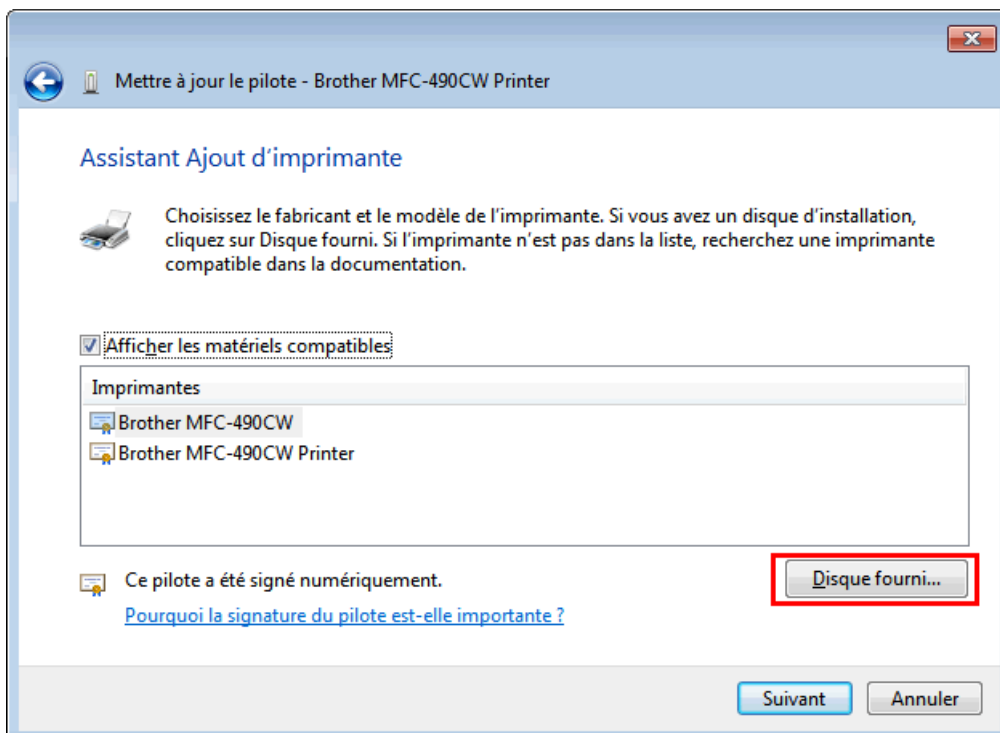 Mettre à jour le pilote - Brother MFC-490CW Printer
Assistant Ajout d’imprimante
Choisissez le fabricant et le modèle de l’imprimante. Si vous avez un disque d’installation,
cliquez sur Disque fourni. Si l’imprimante n’est pas dans la liste, recherchez une imprimante
compatible dans la documentation.
Afficher les matériels compatibles
Imprimantes
Brother MFC-490CW
Brother MFC-490CW Printer
Ce pilote a été signé numériquement.
Disque fourni...
Pourquoi la signature du pilote est-elle importante ?
Suivant
Annuler